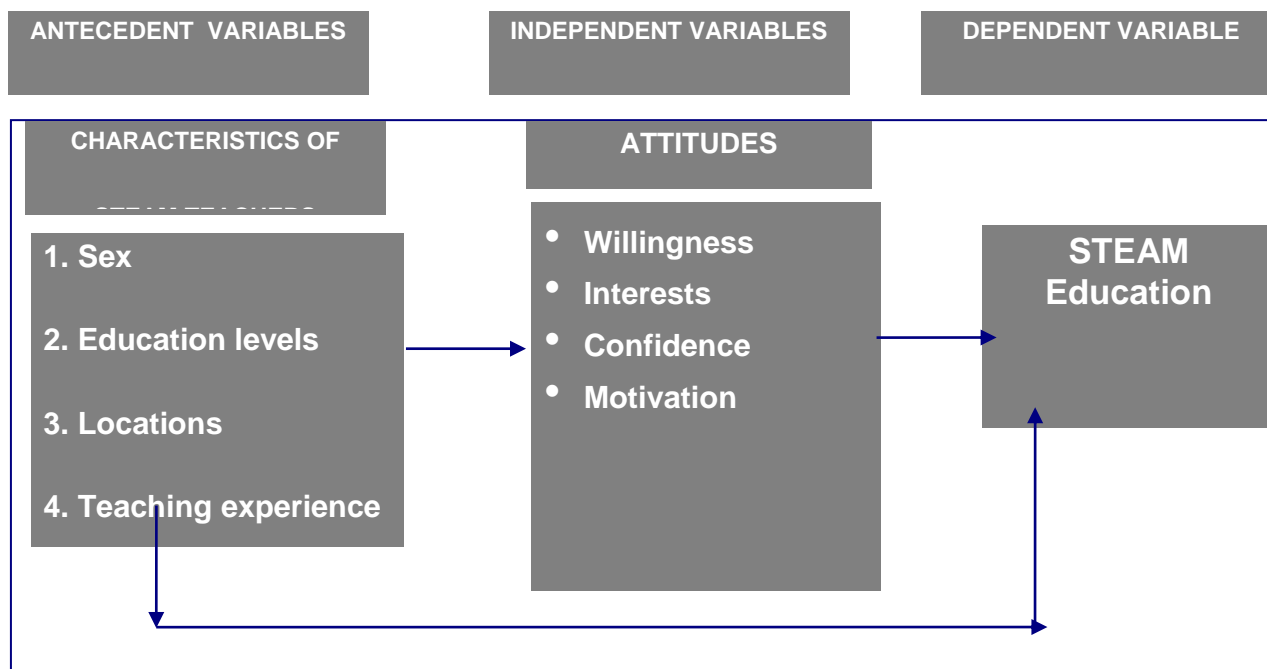 ANTECEDENT VARIABLES
INDEPENDENT VARIABLES
DEPENDENT VARIABLE
CHARACTERISTICS OF
ATTITUDES
1. Sex
2. Education levels
3. Locations
4. Teaching experience
• Willingness
• Interests
• Confidence
• Motivation
STEAM
Education